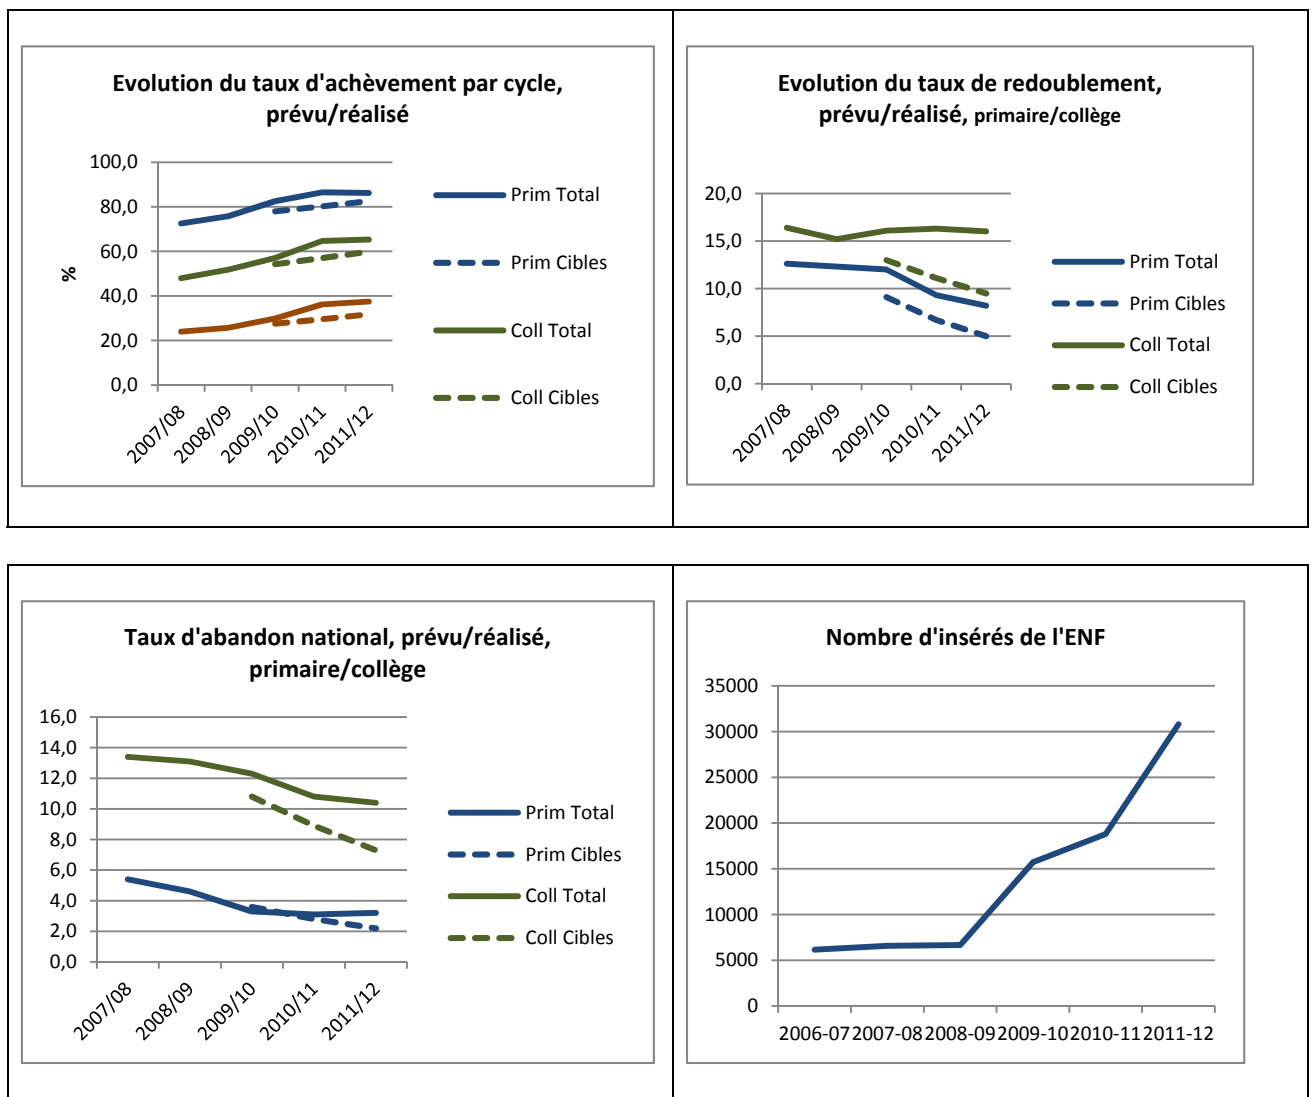 Evolution du taux d'achèvement par cycle,
prévu/réalisé
100,0
80,0
60,0
40,0
20,0
0,0
%
2007/08
2008/09
2009/10
2010/11
2011/12
Prim Total
Prim Cibles
Coll Total
Coll Cibles
Evolution du taux de redoublement,
prévu/réalisé, primaire/collège
20,0
15,0
10,0
5,0
0,0
2007/08
2008/09
2009/10
2010/11
2011/12
Prim Total
Prim Cibles
Coll Total
Coll Cibles
Taux d'abandon national, prévu/réalisé,
primaire/collège
16,0
14,0
12,0
10,0
8,0
6,0
4,0
2,0
0,0
2007/08
2008/09
2009/10
2010/11
2011/12
Prim Total
Prim Cibles
Coll Total
Coll Cibles
Nombre d'insérés de l'ENF
35000
30000
25000
20000
15000
10000
5000
0
2006-07 2007-08 2008-09 2009-10 2010-11 2011-12